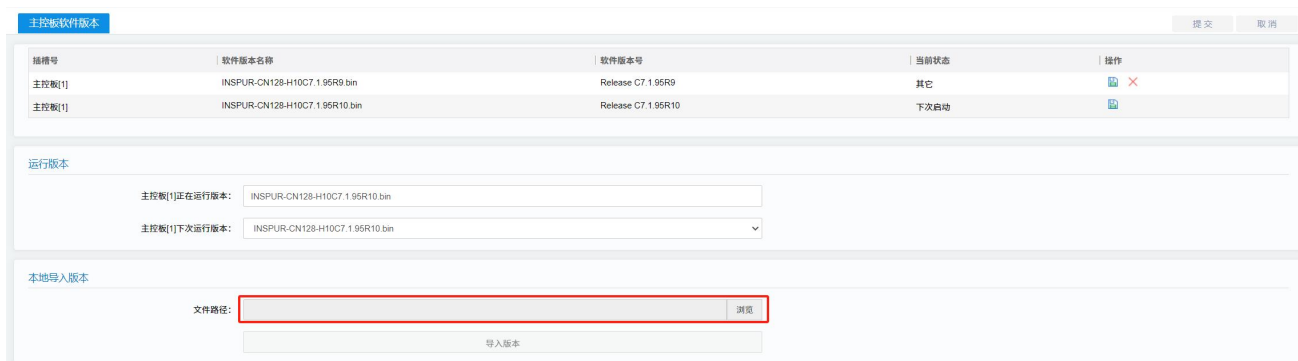 主控板软件版本
提交 取消
插槽号 软件版本名称 软件版本号 当前状态 操作
主控板[1] INSPUR-CN128-H10C7.1.95R9.bin Release C7.1.95R9 其它
主控板[1] INSPUR-CN128-H10C7.1.95R10.bin Release C7.1.95R10 下次启动
运行版本
主控板[1]正在运行版本: INSPUR-CN128-H10C7.1.95R10.bin
主控板[1]下次运行版本: INSPUR-CN128-H10C7.1.95R10.bin
本地导入版本
文件路径: 浏览
导入版本